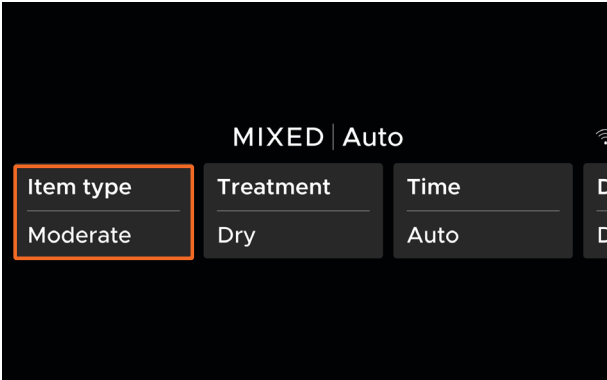 MIXED | Auto
Item type
Moderate
Treatment
Dry
Time
Auto
D
D